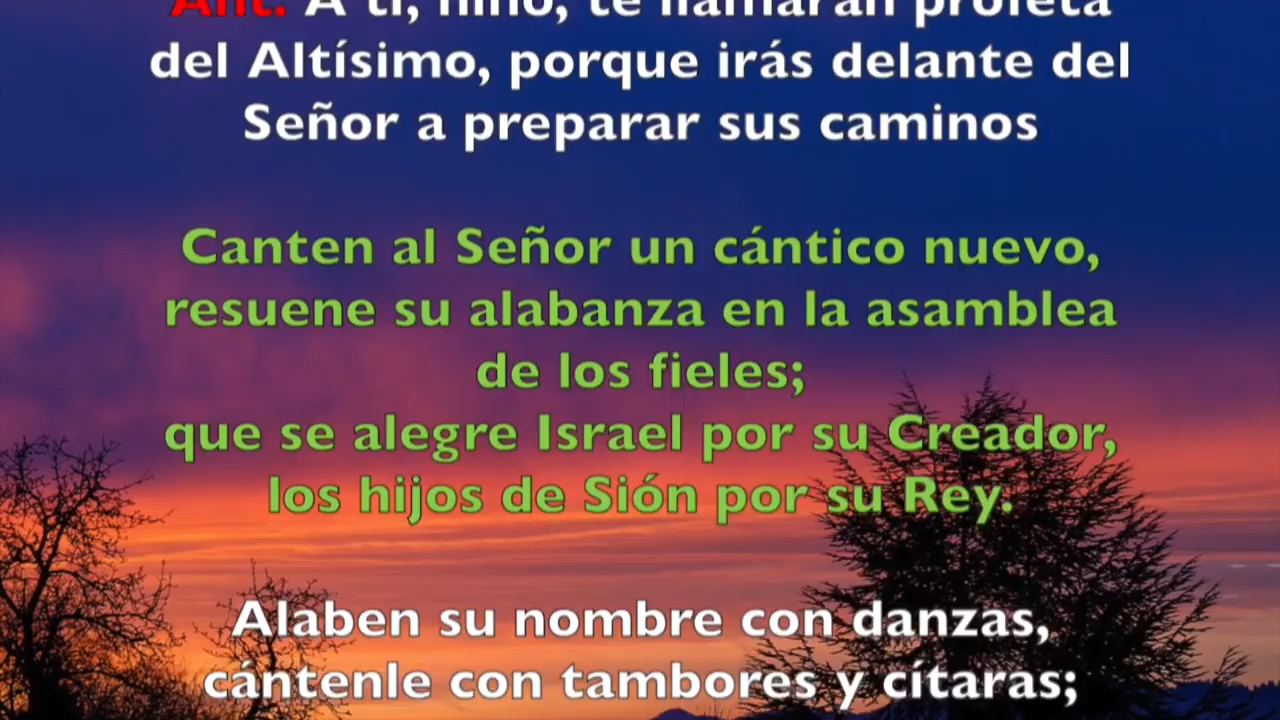 Ant. A ti, niño, te llamarán profeta
del Altísimo, porque irás delante del
Señor a preparar sus caminos
Canten al Señor un cántico nuevo,
resuene su alabanza en la asamblea
de los fieles;
que se alegre Israel por su Creador,
los hijos de Sión por su Rey.
Alaben su nombre con danzas,
cántenle con tambores y cítaras;